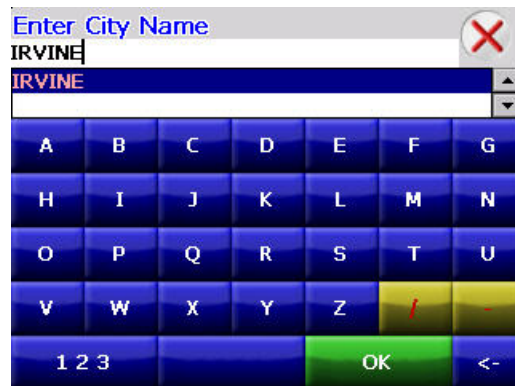 Enter City Name
IRVINE
IRVINE
A B C D E F G
H I J K L M N
O P Q R S T U
V W X Y Z / -
1 2 3 OK <-